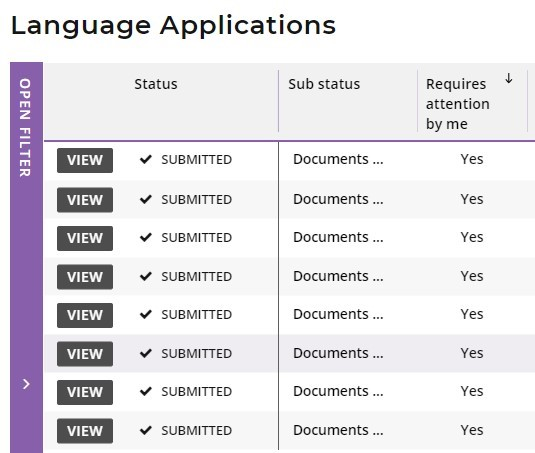 Language Applications
OPEN FILTER
Status Sub status Requires attention by me
VIEW SUBMITTED Documents ... Yes
VIEW SUBMITTED Documents ... Yes
VIEW SUBMITTED Documents ... Yes
VIEW SUBMITTED Documents ... Yes
VIEW SUBMITTED Documents ... Yes
VIEW SUBMITTED Documents ... Yes
VIEW SUBMITTED Documents ... Yes
VIEW SUBMITTED Documents ... Yes